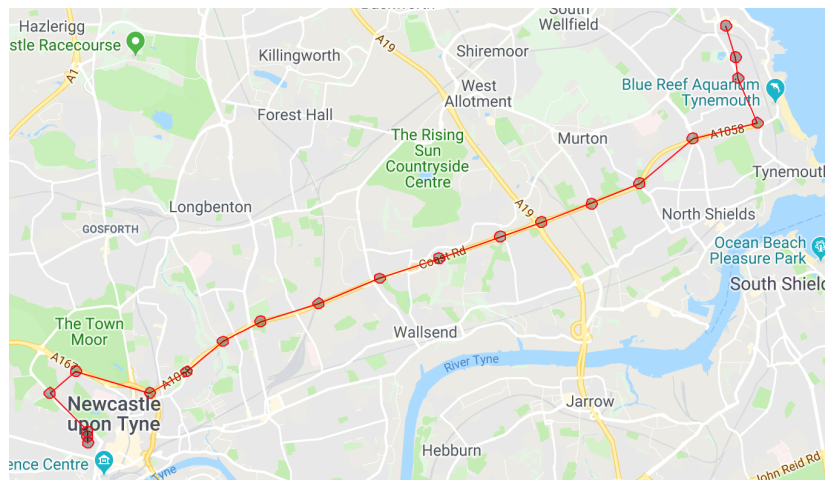 South
Wellfield
Hazlerigg
stle Racecourse
A1
Killingworth
A19
Shiremoor
West
Allotment
Blue Reef Aquarium
Tynemouth
Forest Hall
The Rising
Sun
Countryside
Centre
Murton
A1058
Tynemouth
Longbenton
A19
North Shields
GOSFORTH
Coast Rd
Ocean Beach
Pleasure Park
South Shield
The Town
Moor
Wallsend
A167
A1058
River Tyne
Newcastle
upon Tyne
Jarrow
Hebburn
ence Centre
Tyne
John Reid Rd